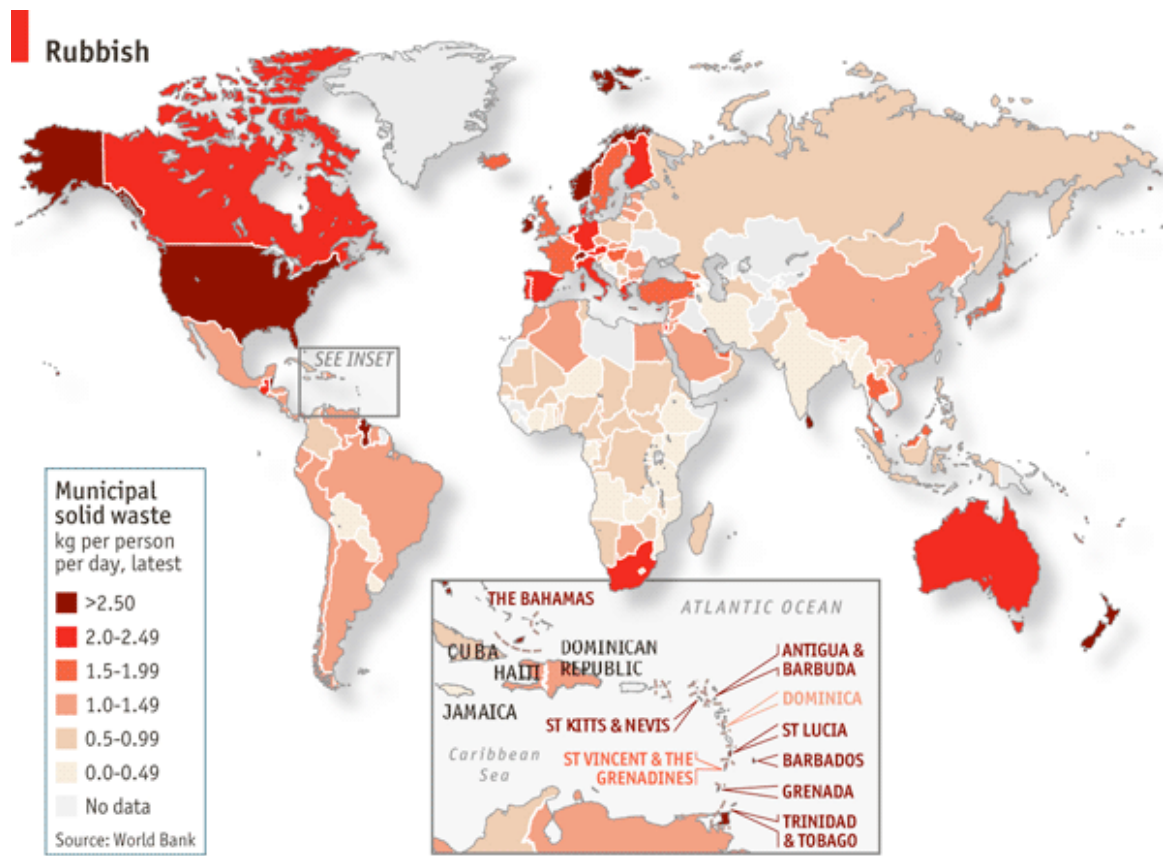 Rubbish
SEE INSET
Municipal
solid waste
kg per person
per day, latest
>2.50
2.0-2.49
1.5-1.99
1.0-1.49
0.5-0.99
0.0-0.49
No data
Source: World Bank
THE BAHAMAS
ATLANTIC OCEAN
CUBA
HAITI
DOMINICAN
REPUBLIC
JAMAICA
ANTIGUA &
BARBUDA
DOMINICA
ST KITTS & NEVIS
ST LUCIA
Caribbean
Sea
ST VINCENT & THE
GRENADINES
BARBADOS
GRENADA
TRINIDAD
& TOBAGO